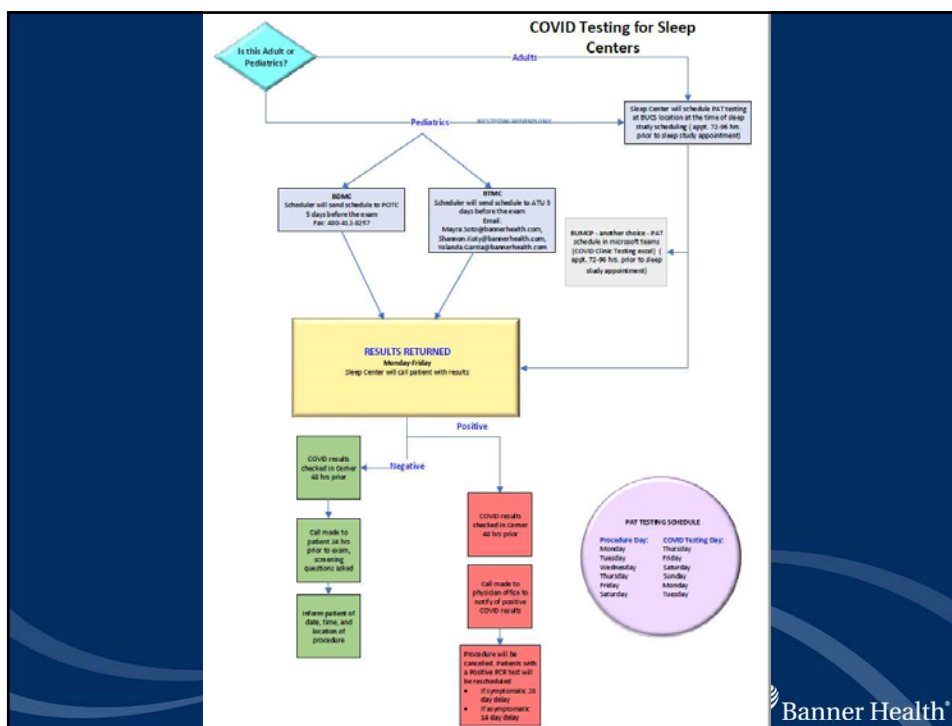 COVID Testing for Sleep
Centers
Is this Adult or
Pediatrics?
Adults
Pediatrics
Sleep Center will schedule PAT testing
at BUCS location at the time of sleep
study scheduling ( appt. 72-96 hrs.
prior to sleep study appointment)
BDMC
Scheduler will send schedule to POTC
5 days before the exam
Fax:
BTMC
Scheduler will send schedule to ATU 5
days before the exam
Email:
Mayra.Soto@bannerhealth.com,
Yolanda.Garcia@bannerhealth.com
BUMCP - another choice - PAT
schedule in microsoft teams
(COVID Clinic Testing excel) (
appt. 72-96 hrs. prior to sleep
study appointment)
RESULTS RETURNED
Monday-Friday
Sleep Center will call patient with results
Positive
Negative
COVID results
checked in Cerner
48 hrs prior
Call made to
patient 24 hrs
prior to exam,
screening
questions asked
Inform patient of
date, time, and
location of
procedure
COVID results
checked in Cerner
48 hrs prior
Call made to
physician office to
notify of positive
COVID results
Procedure will be
cancelled. Patients with
a Positive PCR test will
be rescheduled
• If symptomatic
day delay
• If asymptomatic
day delay
PAT TESTING SCHEDULE
Procedure Day: COVID Testing Day:
Monday Thursday
Tuesday Friday
Wednesday Saturday
Thursday Sunday
Friday Monday
Saturday Tuesday
Banner Health